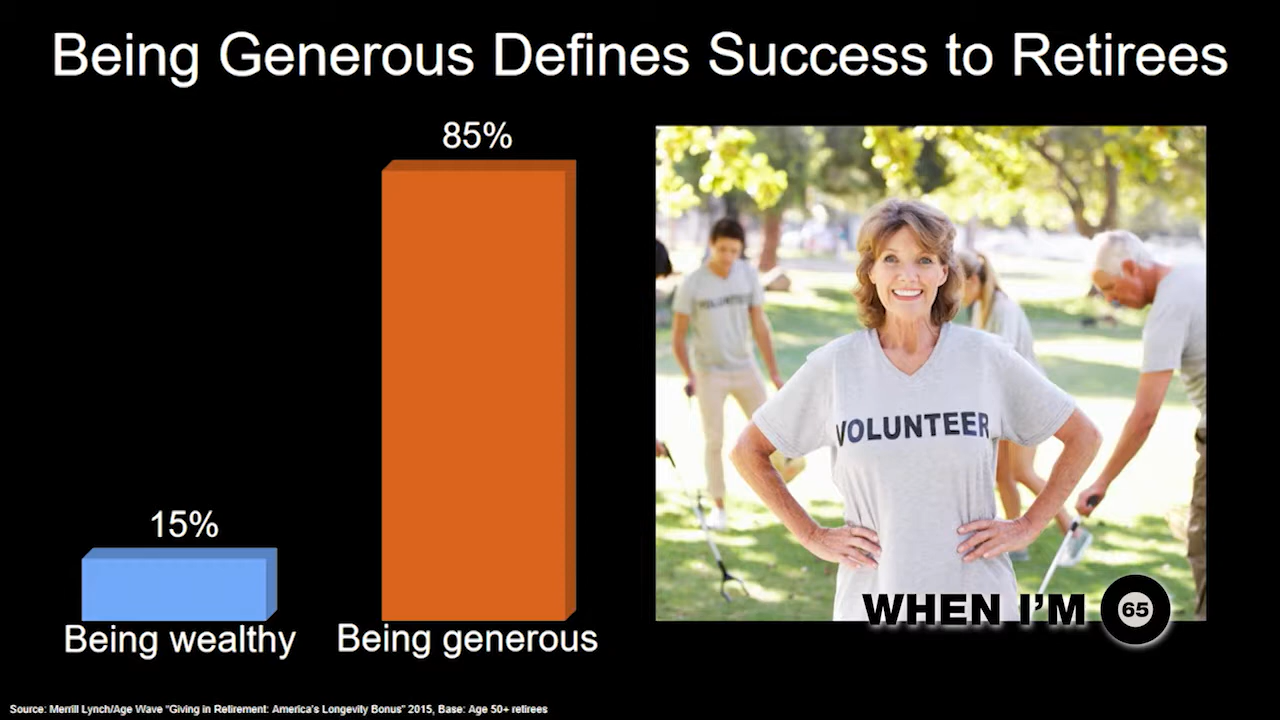 Being Generous Defines Success to Retirees
85%
15%
Being wealthy
Being generous
VOLUNTEER
VOLUNTEER
WHEN I'M 65
Source: Merrill Lynch/Age Wave "Giving in Retirement: America's Longevity Bonus" 2015, Base: Age 50+ retirees